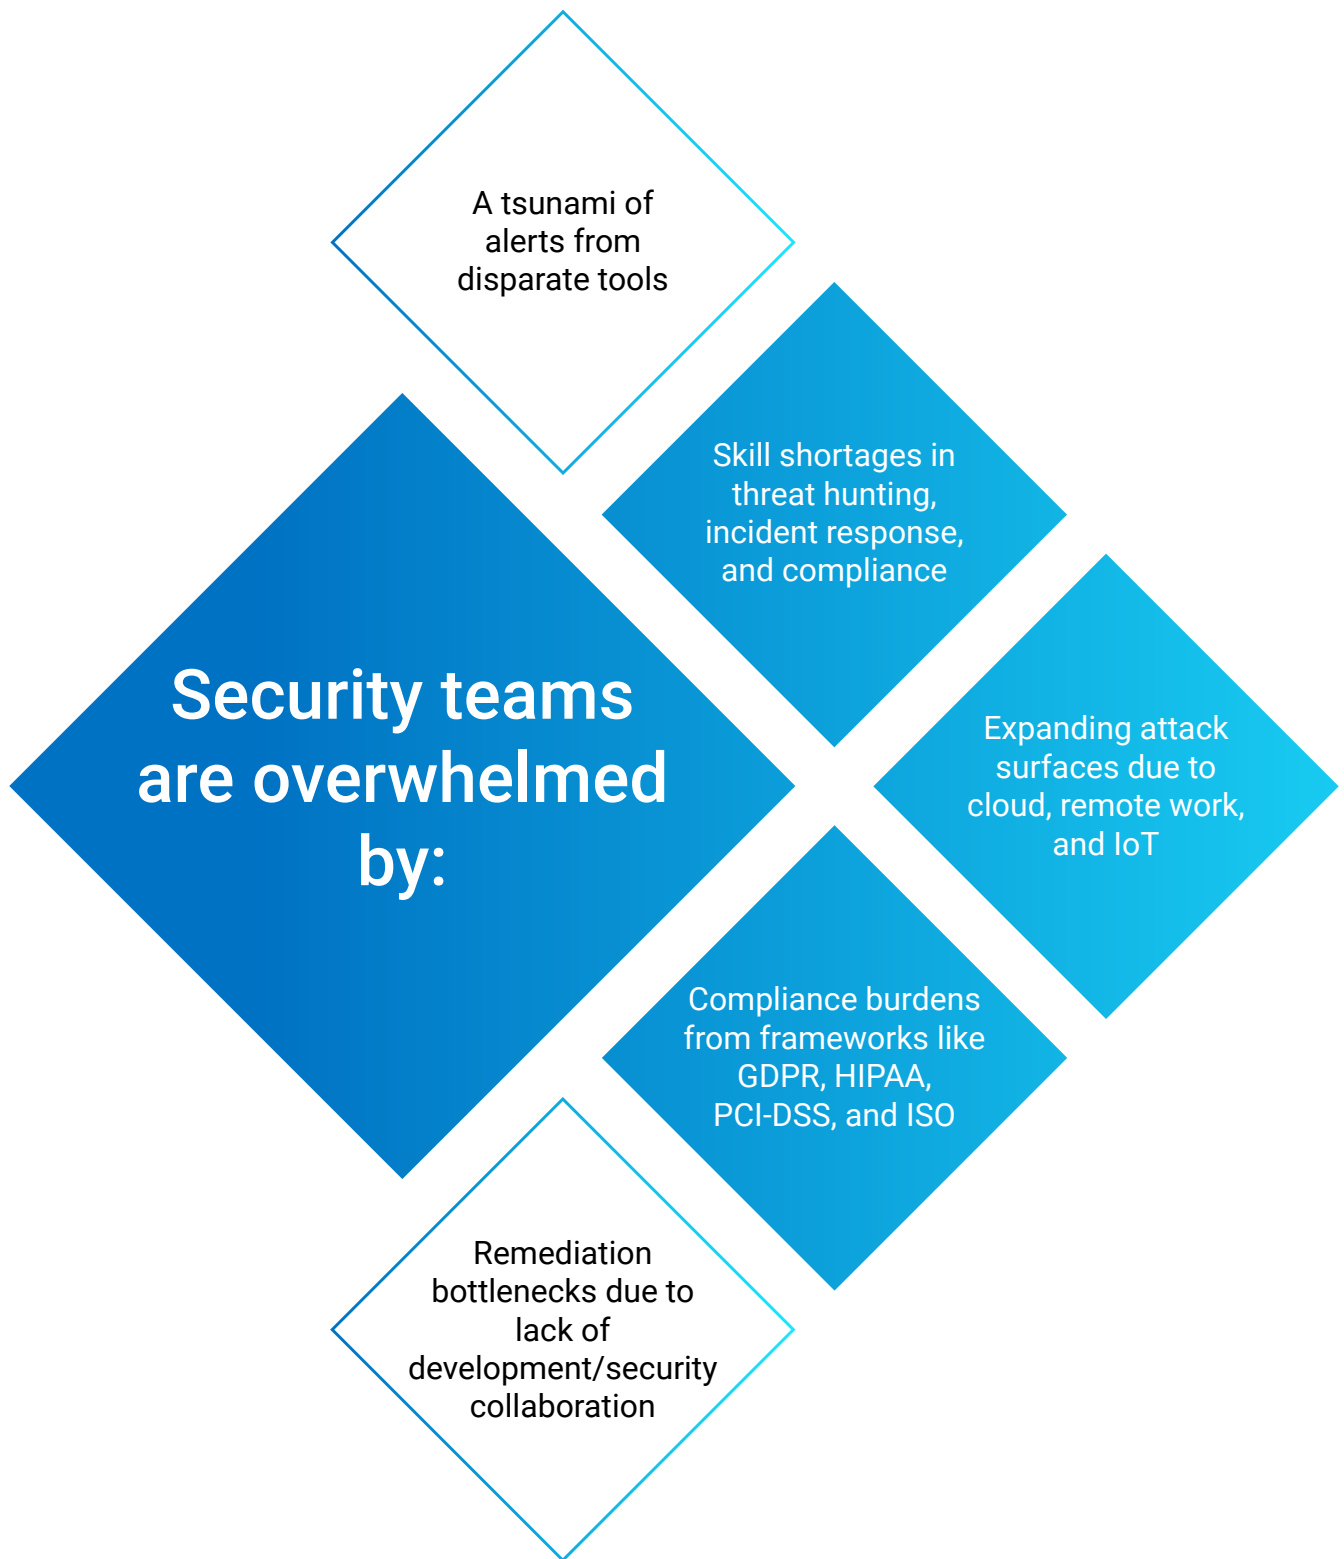 A tsunami of
alerts from
disparate tools
Skill shortages in
threat hunting,
incident response,
and compliance
Security teams
are overwhelmed
by:
Expanding attack
surfaces due to
cloud, remote work,
and IoT
Compliance burdens
from frameworks like
GDPR, HIPAA,
PCI-DSS, and ISO
Remediation
bottlenecks due to
lack of
development/security
collaboration